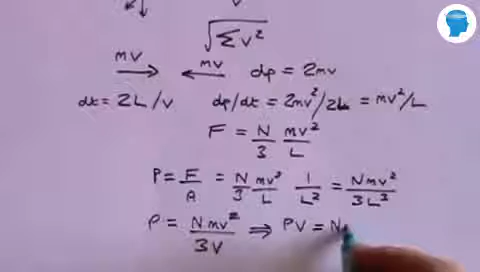 V
√ΣV²
mv mv dp = 2mv
dt = 2L/v dp/dt = 2mv²/2L = mv²/L
F = N/3 mv²/L
P = F/A = N/3 mv²/L 1/L² = Nmv²/3L³
P = Nmv²/3V ⇒ PV = N